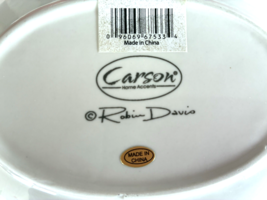 0 96069 67533 4
Made in China
Carson®
Home Accents
© Robin Davis
MADE IN
CHINA